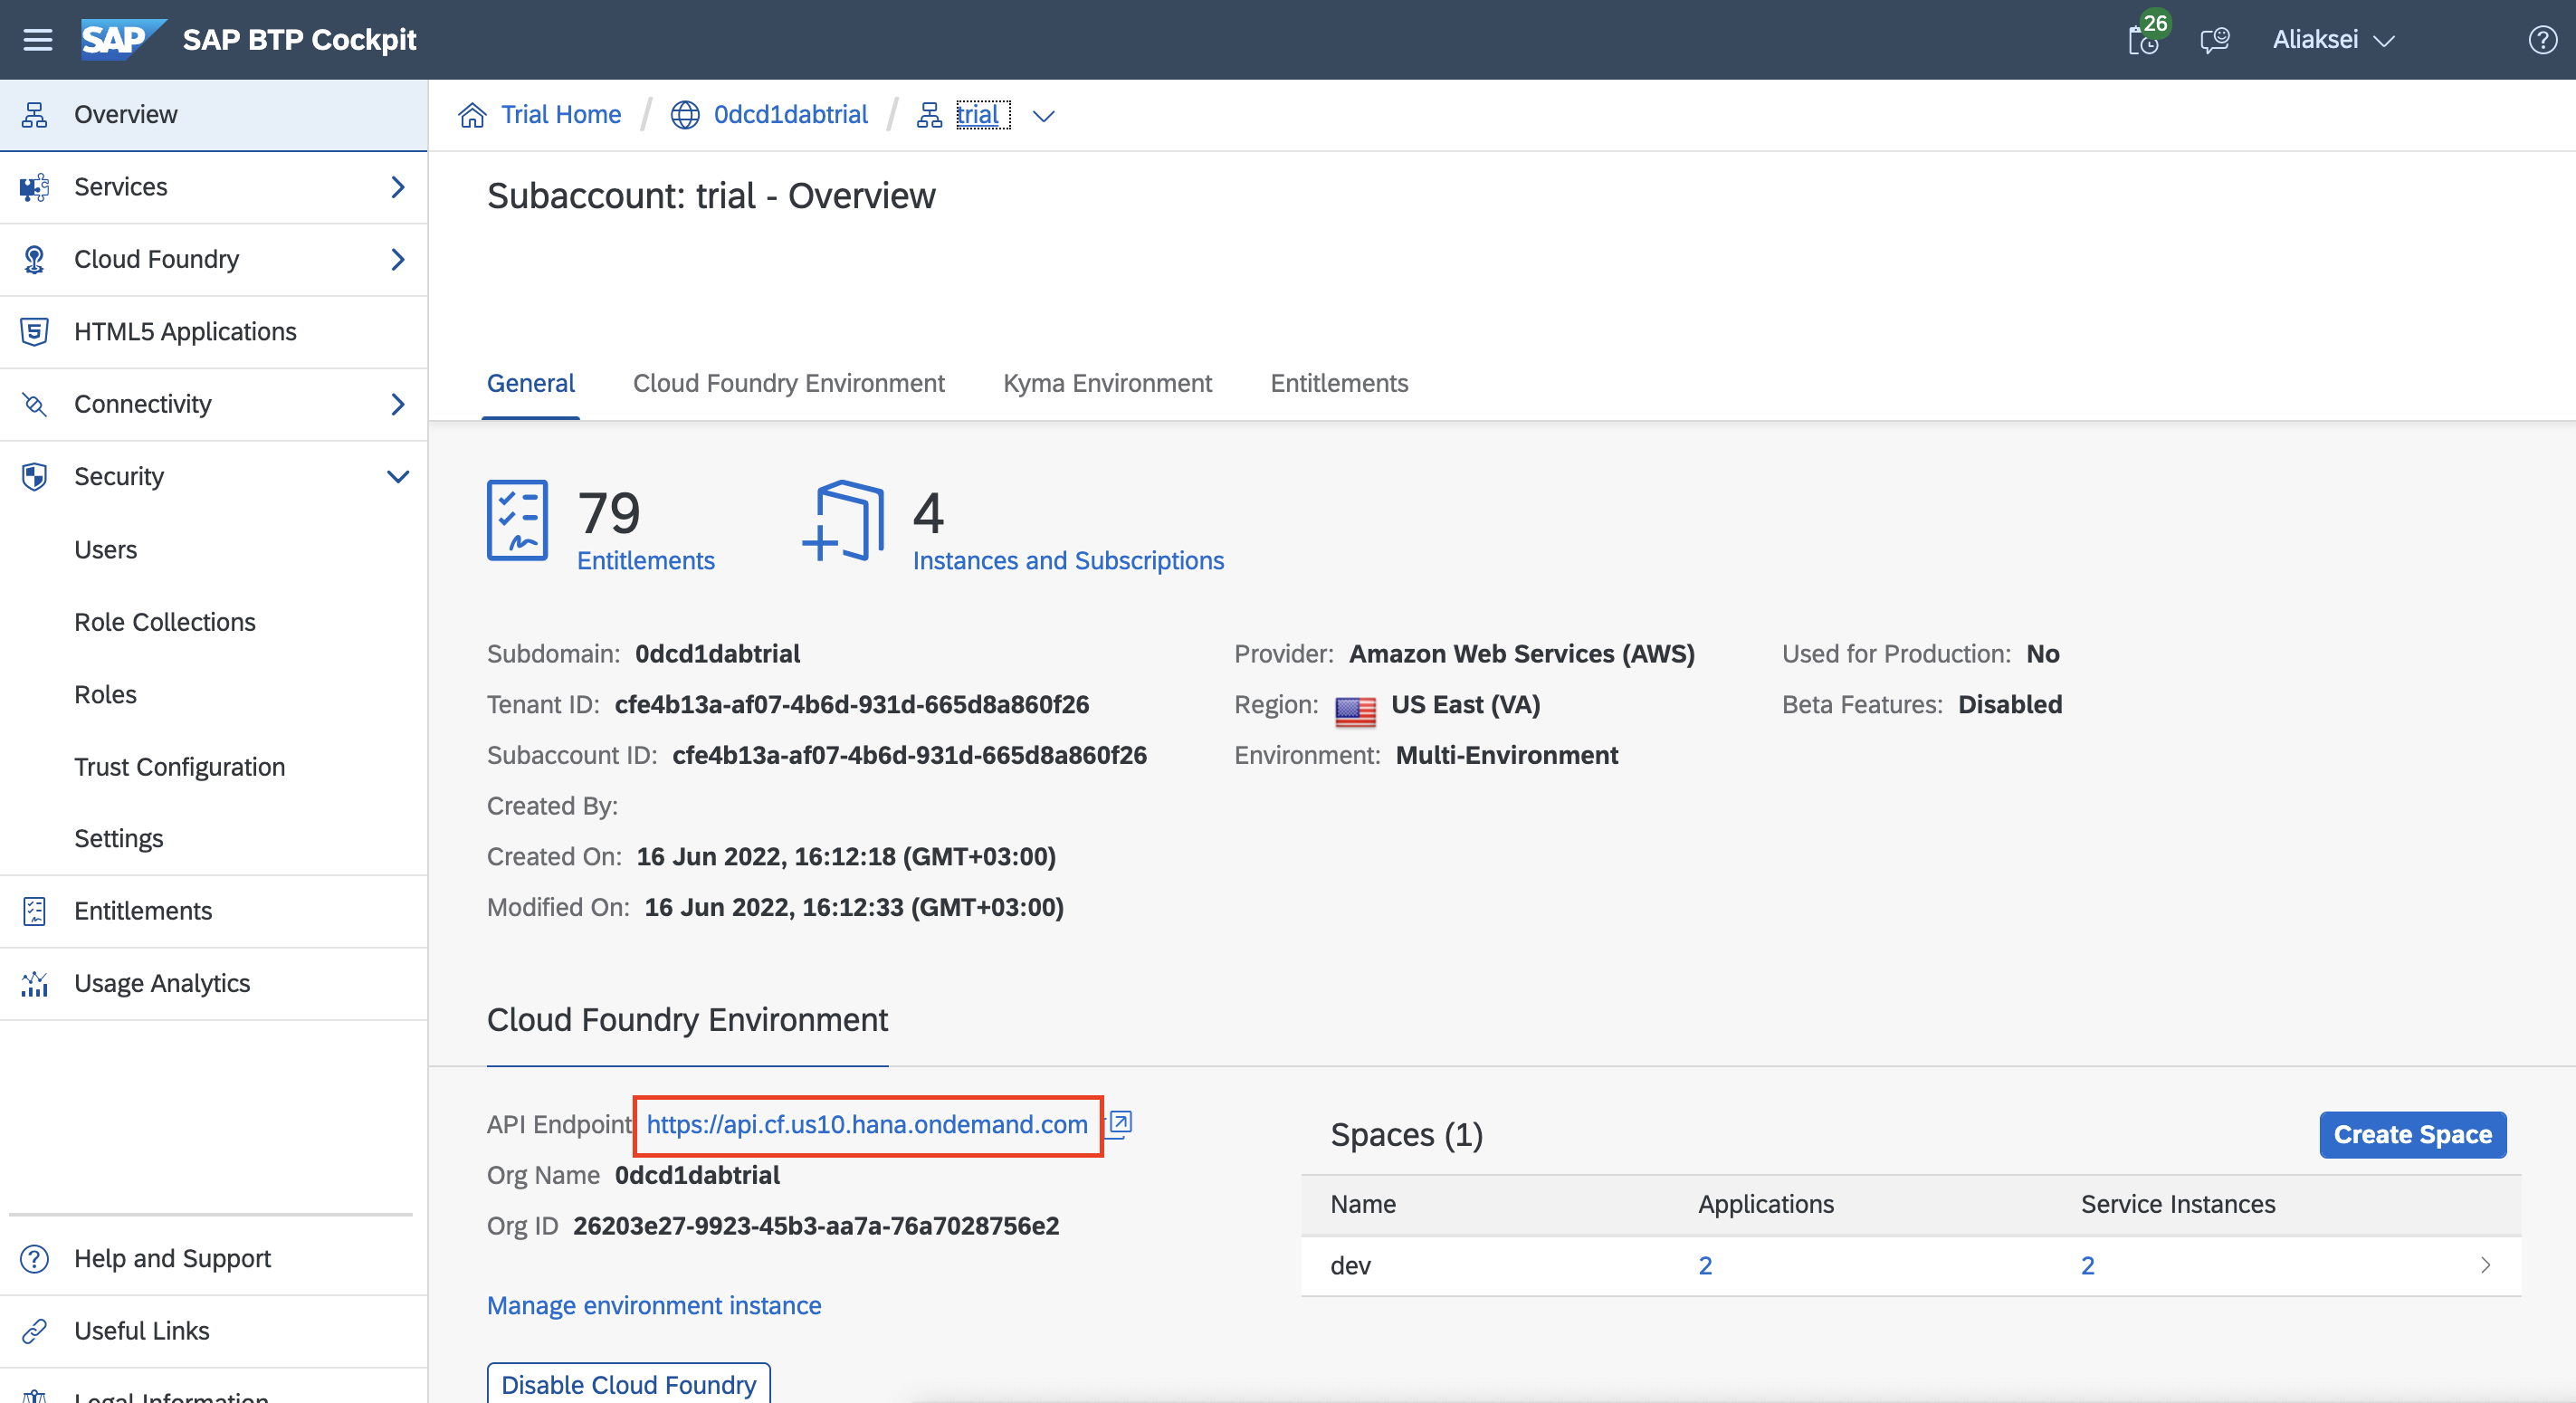 SAP SAP BTP Cockpit 26 Aliaksei
Overview
Services
Cloud Foundry
HTML5 Applications
Connectivity
Security
Users
Role Collections
Roles
Trust Configuration
Settings
Entitlements
Usage Analytics
Help and Support
Useful Links
Legal Information
Trial Home / 0dcd1dabtrial / trial
Subaccount: trial - Overview
General Cloud Foundry Environment Kyma Environment Entitlements
79 4
Entitlements Instances and Subscriptions
Subdomain: 0dcd1dabtrial Provider: Amazon Web Services (AWS) Used for Production: No
Tenant ID: cfe4b13a-af07-4b6d-931d-665d8a860f26 Region: US East (VA) Beta Features: Disabled
Subaccount ID: cfe4b13a-af07-4b6d-931d-665d8a860f26 Environment: Multi-Environment
Created By:
Created On: 16 Jun 2022, 16:12:18 (GMT+03:00)
Modified On: 16 Jun 2022, 16:12:33 (GMT+03:00)
Cloud Foundry Environment
API Endpoint https://api.cf.us10.hana.ondemand.com
Org Name 0dcd1dabtrial
Org ID 26203e27-9923-45b3-aa7a-76a7028756e2
Manage environment instance
Disable Cloud Foundry
Spaces (1) Create Space
Name Applications Service Instances
dev 2 2